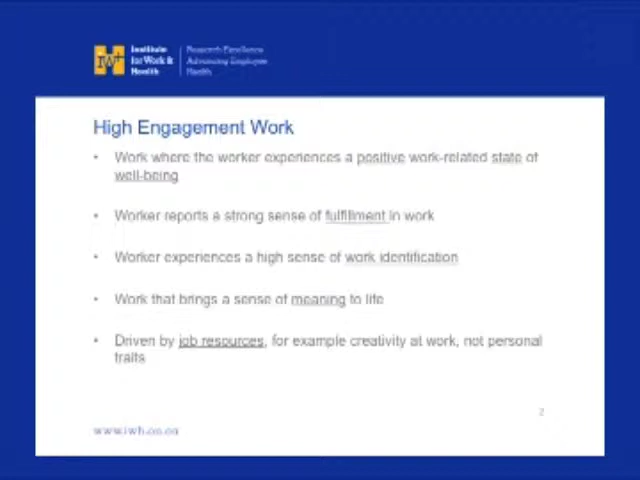 Institute
for Work &
Health
Research Excellence
Advancing Employee
Health
High Engagement Work
• Work where the worker experiences a positive work-related state of
well-being
• Worker reports a strong sense of fulfillment in work
• Worker experiences a high sense of work identification
• Work that brings a sense of meaning to life
• Driven by job resources, for example creativity at work, not personal
traits
2
www.iwh.on.ca